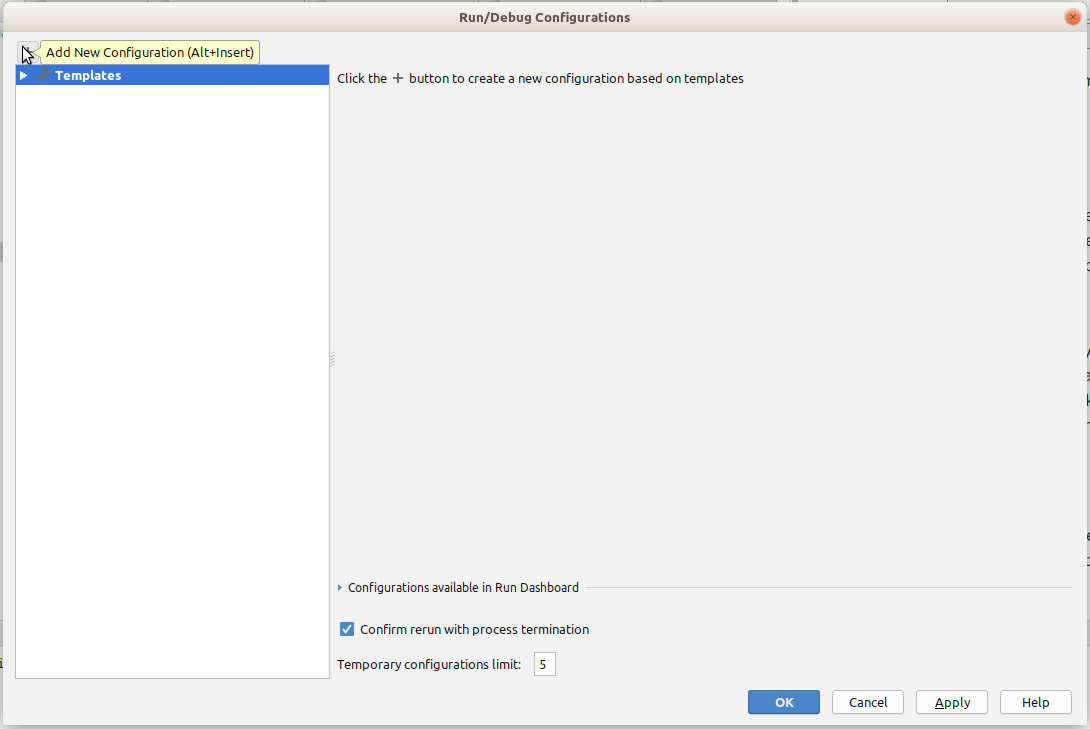 Run/Debug Configurations
Add New Configuration (Alt+Insert)
Templates
Click the + button to create a new configuration based on templates
Configurations available in Run Dashboard
Confirm rerun with process termination
Temporary configurations limit: 5
OK Cancel Apply Help